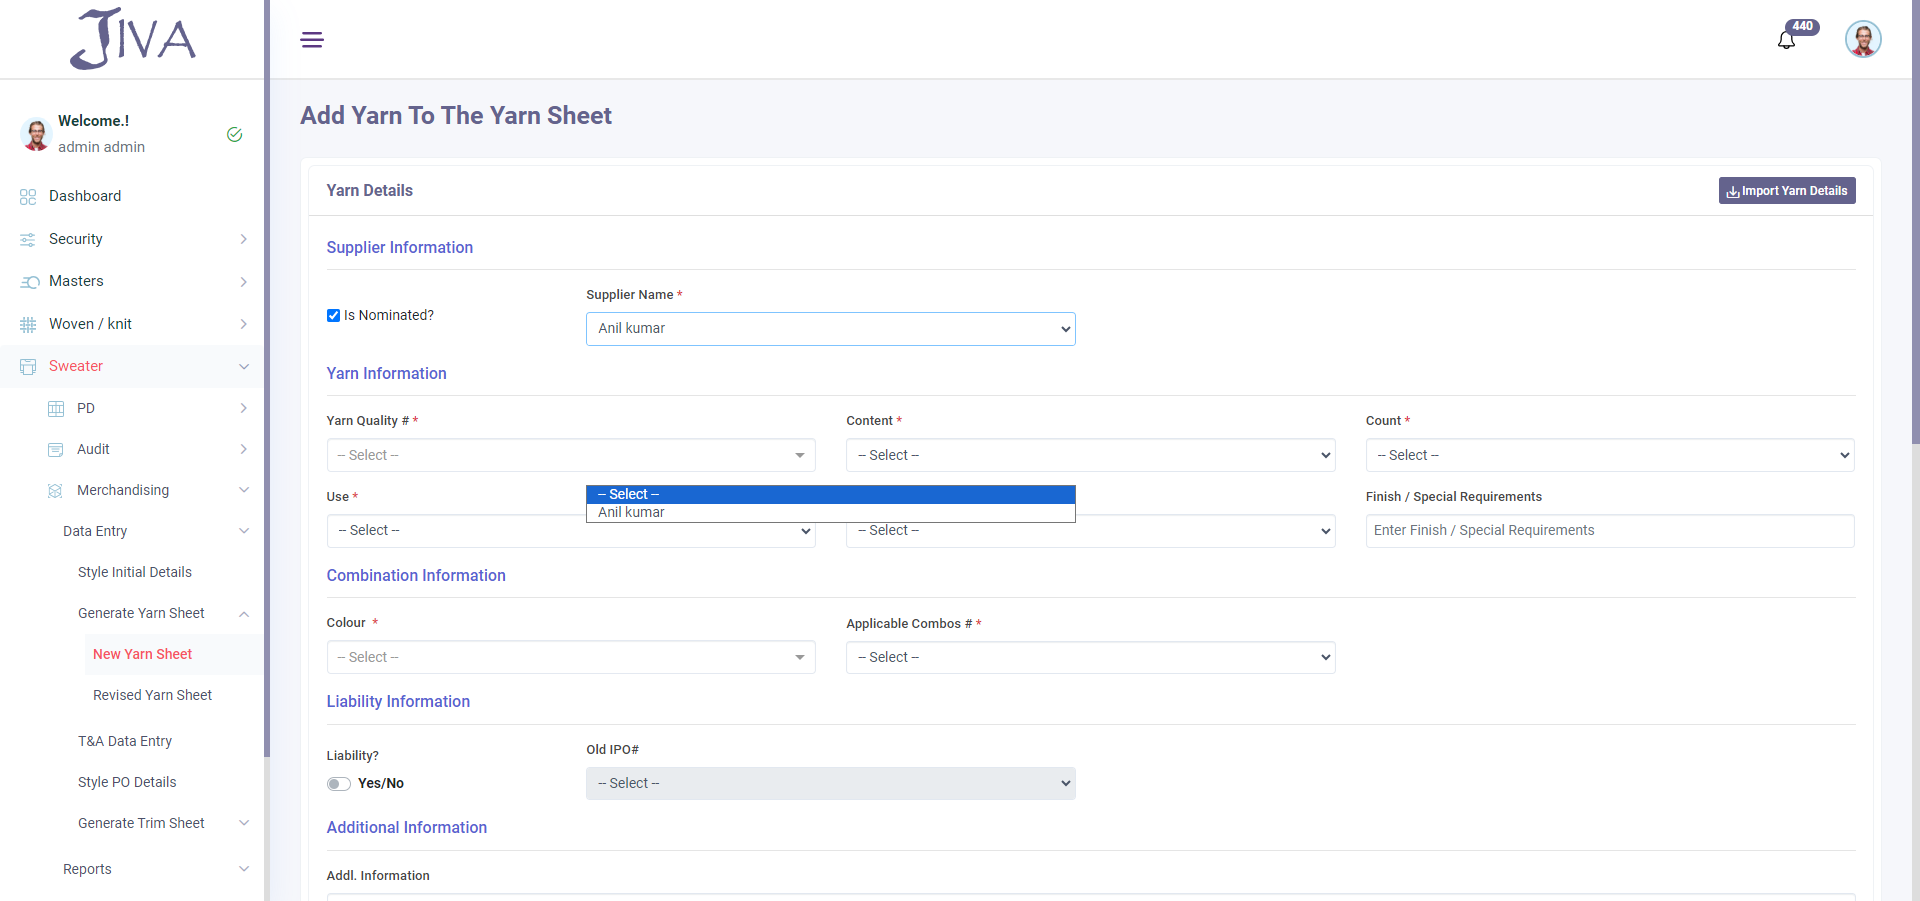 JIVA
440
Welcome.!
admin admin
Dashboard
Security
Masters
Woven / knit
Sweater
PD
Audit
Merchandising
Data Entry
Style Initial Details
Generate Yarn Sheet
New Yarn Sheet
Revised Yarn Sheet
T&A Data Entry
Style PO Details
Generate Trim Sheet
Reports
Add Yarn To The Yarn Sheet
Yarn Details
Import Yarn Details
Supplier Information
Is Nominated?
Supplier Name *
Anil kumar
Yarn Information
Yarn Quality # *
Content *
Count *
-- Select --
-- Select --
-- Select --
Use *
-- Select --
Anil kumar
Finish / Special Requirements
-- Select --
-- Select --
Enter Finish / Special Requirements
Combination Information
Colour *
Applicable Combos # *
-- Select --
-- Select --
Liability Information
Liability?
Yes/No
Old IPO#
-- Select --
Additional Information
Addl. Information